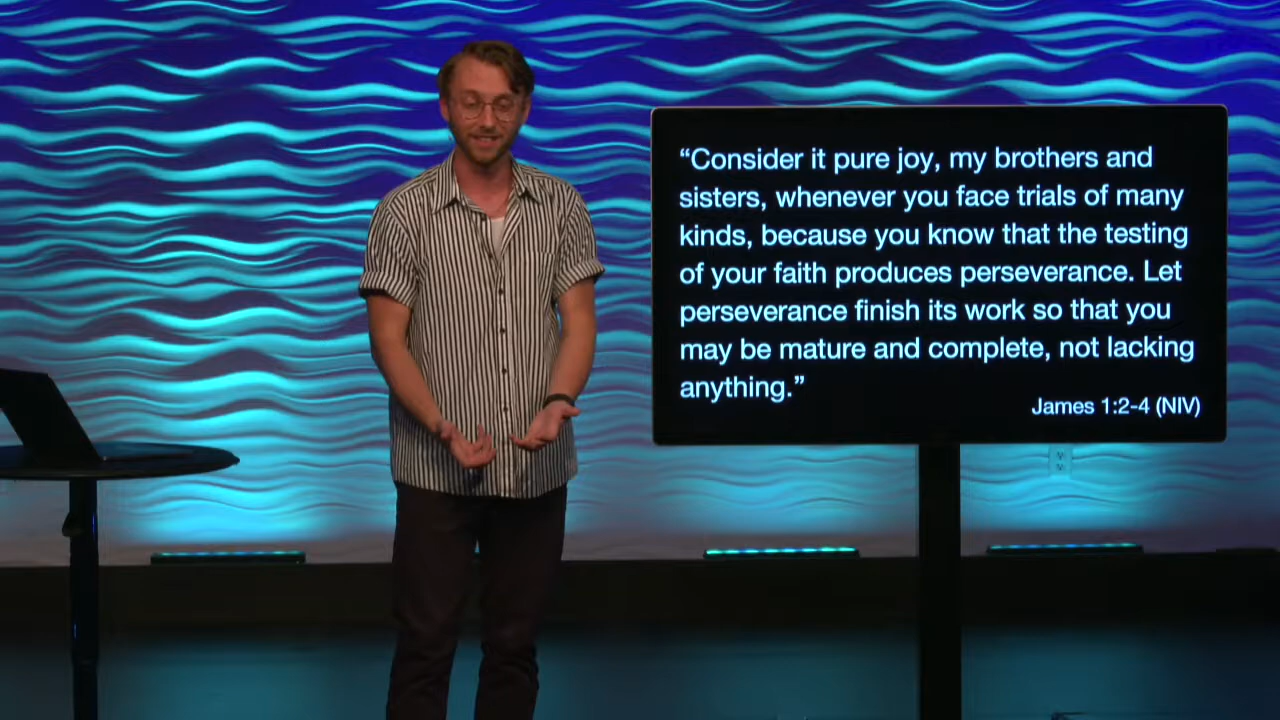 “Consider it pure joy, my brothers and
sisters, whenever you face trials of many
kinds, because you know that the testing
of your faith produces perseverance. Let
perseverance finish its work so that you
may be mature and complete, not lacking
anything.”
James 1:2-4 (NIV)